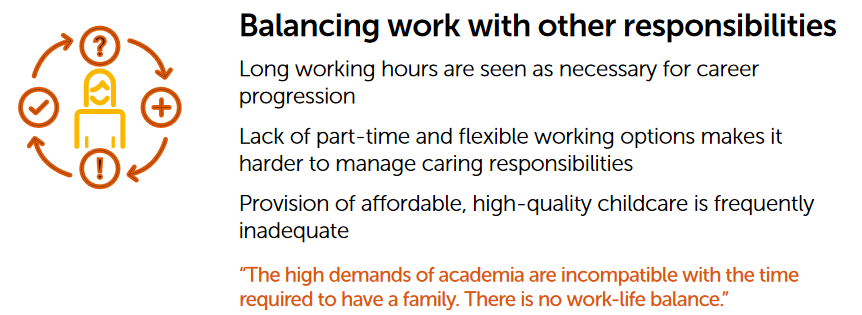 Balancing work with other responsibilities
Long working hours are seen as necessary for career
progression
Lack of part-time and flexible working options makes it
harder to manage caring responsibilities
Provision of affordable, high-quality childcare is frequently
inadequate
“The high demands of academia are incompatible with the time
required to have a family. There is no work-life balance.”
?
+
!